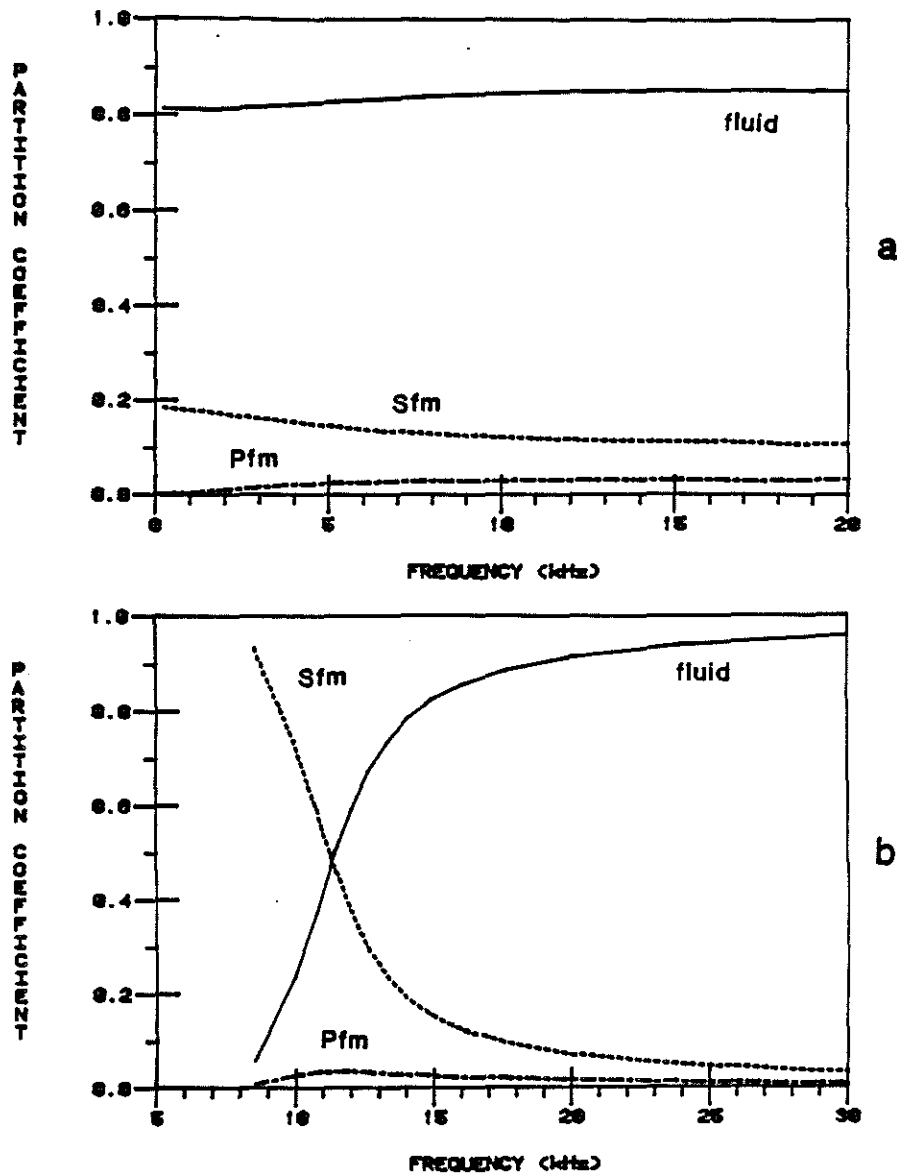 PARTITION COEFFICIENT
1.0
0.8
0.6
0.4
0.2
0.0
fluid
Sfm
Pfm
0 5 10 15 20
FREQUENCY (kHz)
a
PARTITION COEFFICIENT
1.0
0.8
0.6
0.4
0.2
0.0
Sfm
fluid
Pfm
5 10 15 20 25 30
FREQUENCY (kHz)
b